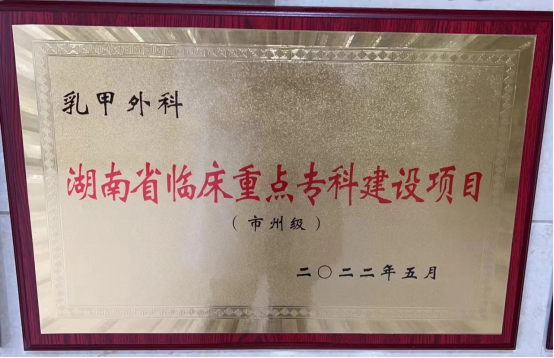 乳甲外科
湖南省临床重点专科建设项目
（市州级）
二〇二二年五月